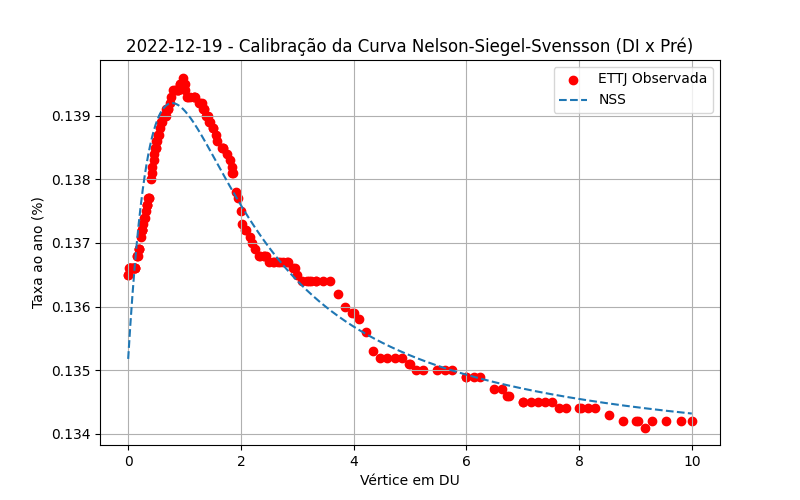 2022-12-19 - Calibração da Curva Nelson-Siegel-Svensson (DI x Pré)
ETTJ Observada
NSS
Taxa ao ano (%)
0.139
0.138
0.137
0.136
0.135
0.134
0 2 4 6 8 10
Vértice em DU